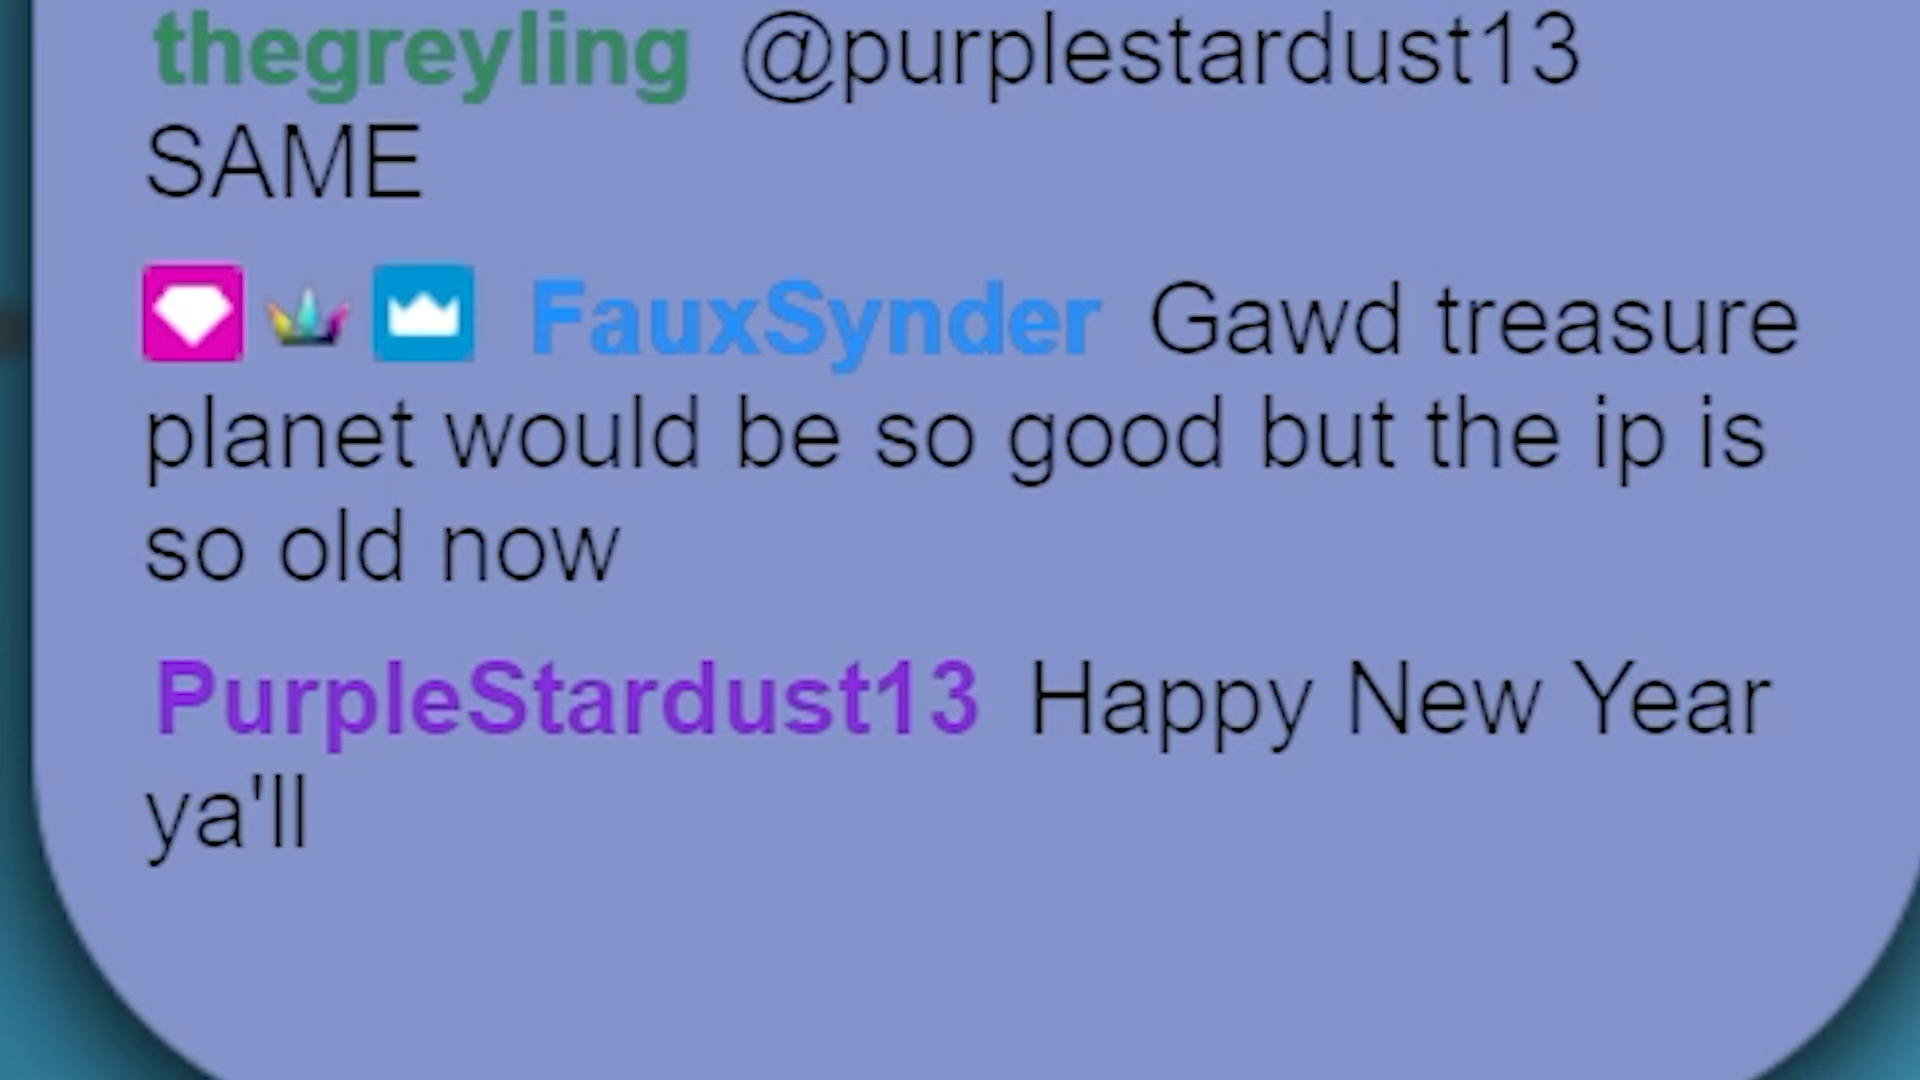 thegreyling @purplestardust13
SAME
FauxSynder Gawd treasure
planet would be so good but the ip is
so old now
PurpleStardust13 Happy New Year
ya'll